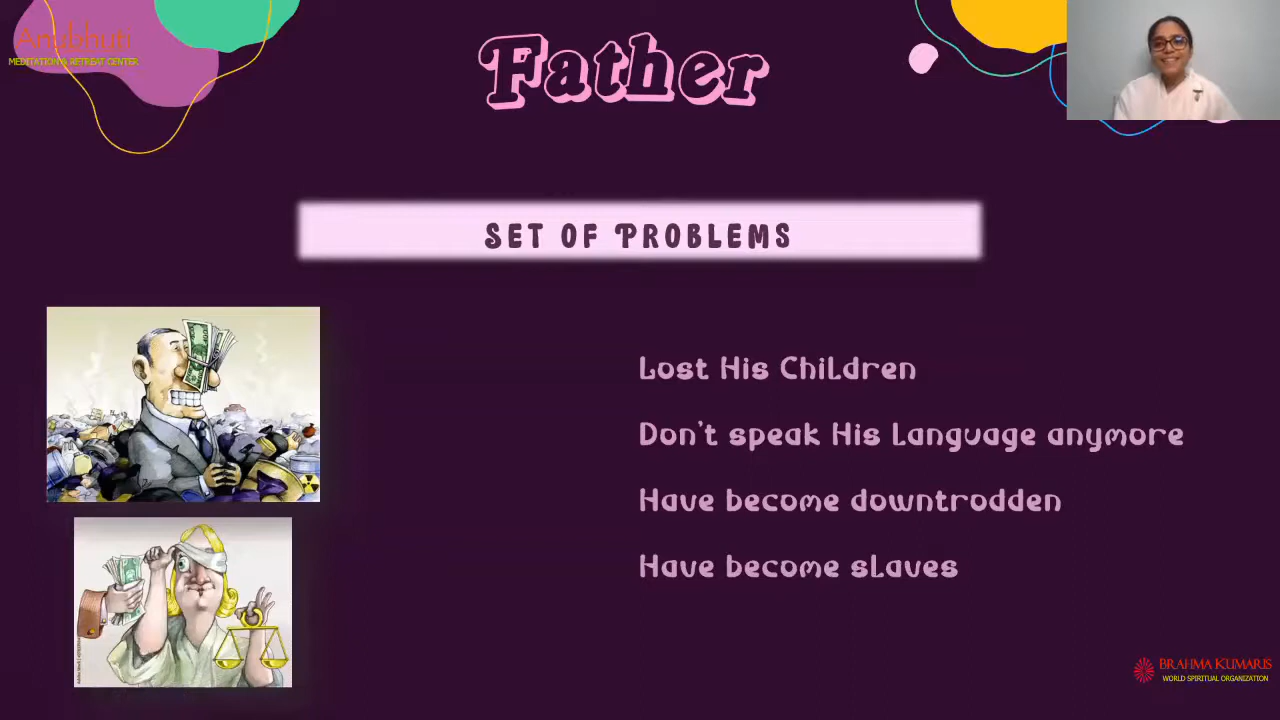 Anubhuti
MEDITATION & RETREAT CENTER
Father
SET OF PROBLEMS
Lost His Children
Don't speak His Language anymore
Have become downtrodden
Have become slaves
BRAHMA KUMARIS
WORLD SPIRITUAL ORGANIZATION